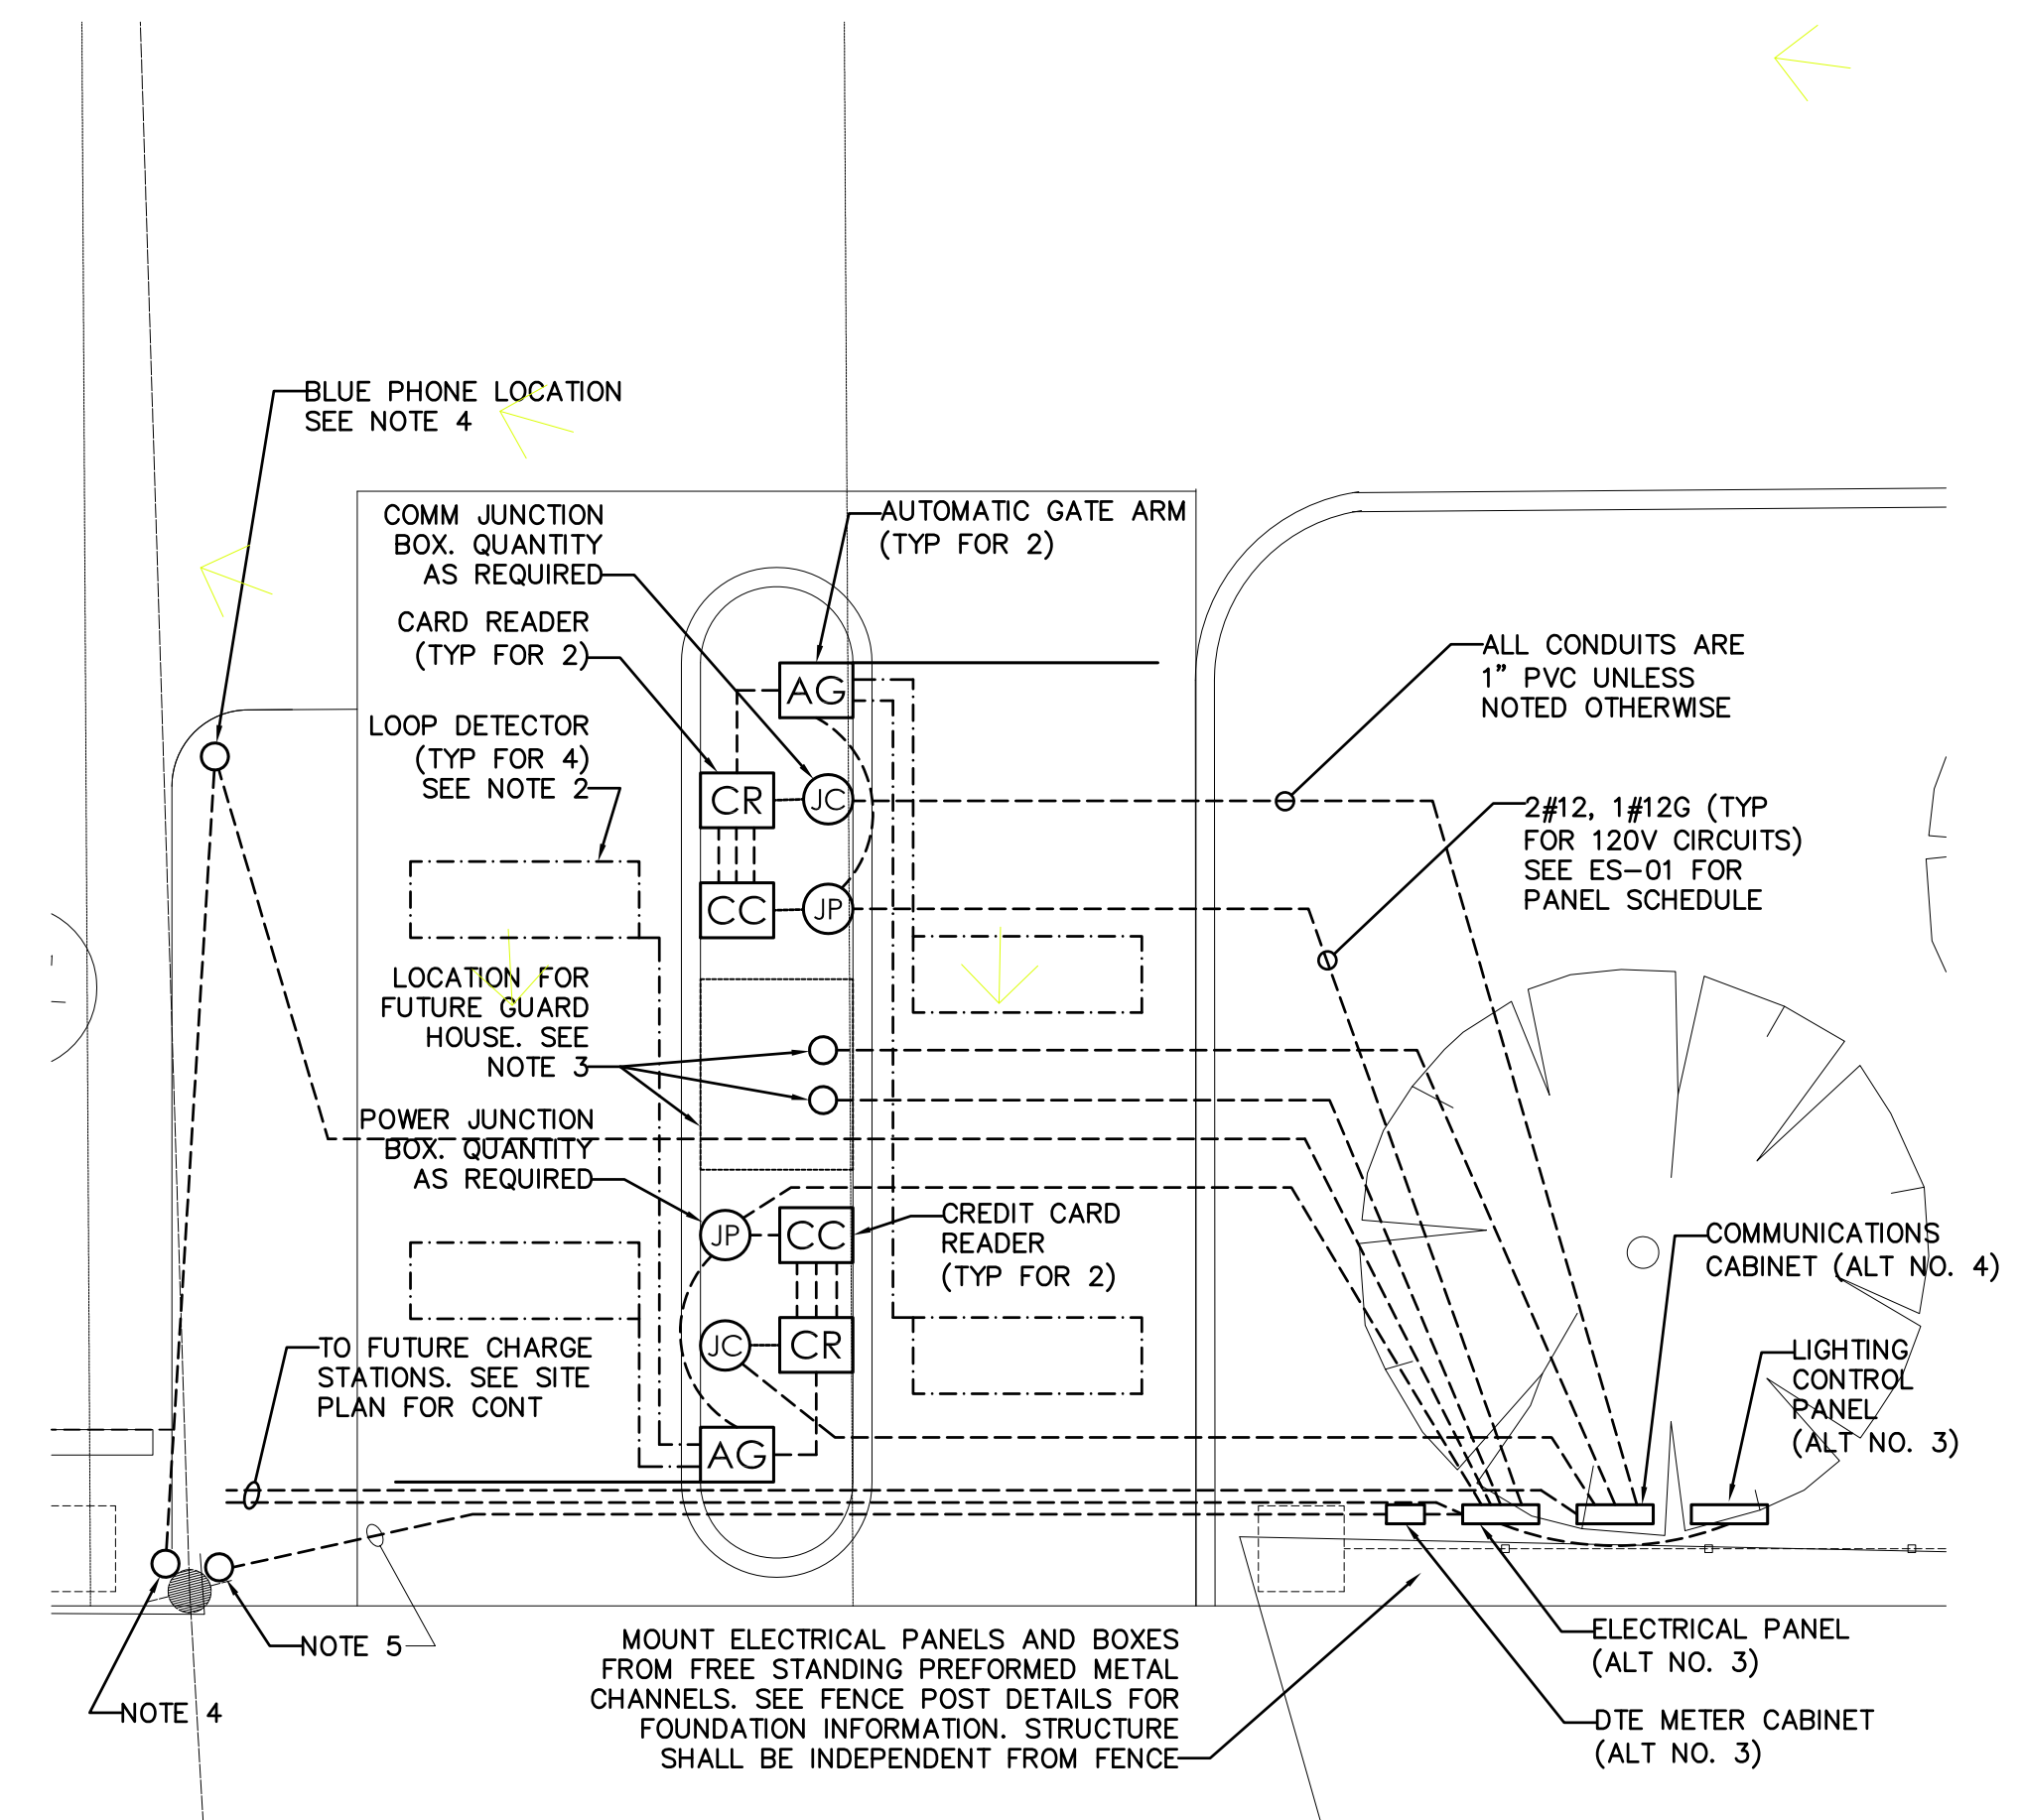 BLUE PHONE LOCATION
SEE NOTE 4
COMM JUNCTION
BOX. QUANTITY
AS REQUIRED
AUTOMATIC GATE ARM
(TYP FOR 2)
CARD READER
(TYP FOR 2)
LOOP DETECTOR
(TYP FOR 4)
SEE NOTE 2
ALL CONDUITS ARE
1" PVC UNLESS
NOTED OTHERWISE
2#12, 1#12G (TYP
FOR 120V CIRCUITS)
SEE ES-01 FOR
PANEL SCHEDULE
AG
CR
JC
CC
JP
LOCATION FOR
FUTURE GUARD
HOUSE. SEE
NOTE 3
POWER JUNCTION
BOX. QUANTITY
AS REQUIRED
JP
CC
JC
CR
AG
CREDIT CARD
READER
(TYP FOR 2)
COMMUNICATIONS
CABINET (ALT NO. 4)
LIGHTING
CONTROL
PANEL
(ALT NO. 3)
TO FUTURE CHARGE
STATIONS. SEE SITE
PLAN FOR CONT
NOTE 5
NOTE 4
MOUNT ELECTRICAL PANELS AND BOXES
FROM FREE STANDING PREFORMED METAL
CHANNELS. SEE FENCE POST DETAILS FOR
FOUNDATION INFORMATION. STRUCTURE
SHALL BE INDEPENDENT FROM FENCE
ELECTRICAL PANEL
(ALT NO. 3)
DTE METER CABINET
(ALT NO. 3)